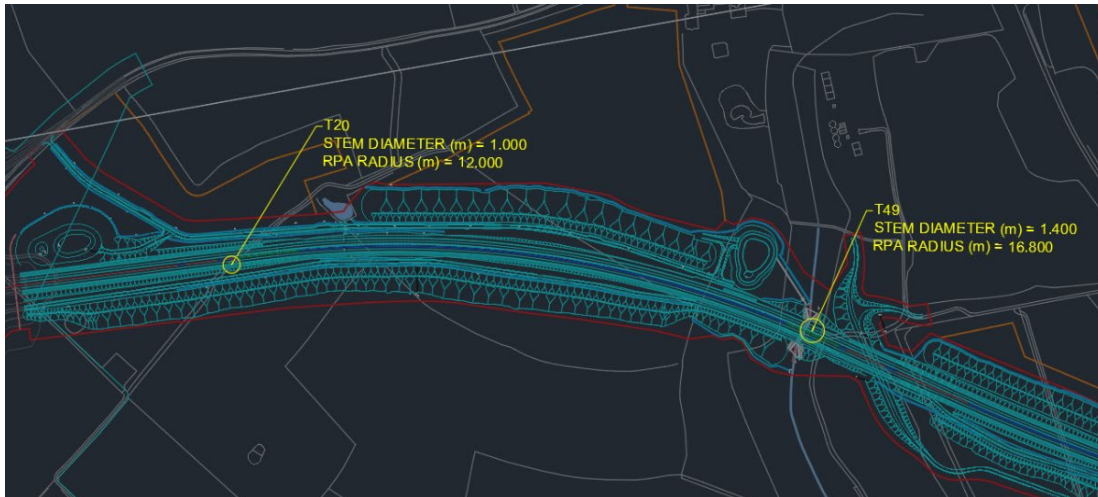 T20
STEM DIAMETER (m) = 1.000
RPA RADIUS (m) = 12.000
T49
STEM DIAMETER (m) = 1.400
RPA RADIUS (m) = 16.800